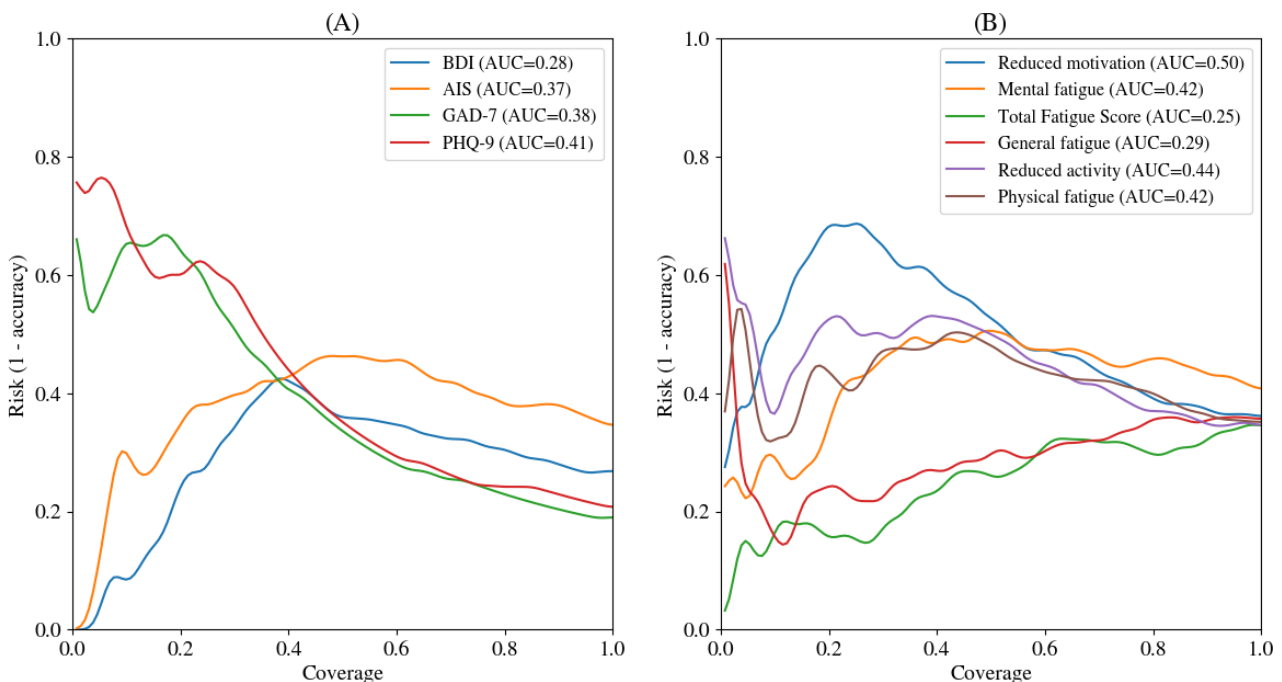 (A)
1.0
0.8
0.6
0.4
0.2
0.0
Risk (1 - accuracy)
BDI (AUC=0.28)
AIS (AUC=0.37)
GAD-7 (AUC=0.38)
PHQ-9 (AUC=0.41)
0.0 0.2 0.4 0.6 0.8 1.0
Coverage
(B)
1.0
0.8
0.6
0.4
0.2
0.0
Risk (1 - accuracy)
Reduced motivation (AUC=0.50)
Mental fatigue (AUC=0.42)
Total Fatigue Score (AUC=0.25)
General fatigue (AUC=0.29)
Reduced activity (AUC=0.44)
Physical fatigue (AUC=0.42)
0.0 0.2 0.4 0.6 0.8 1.0
Coverage